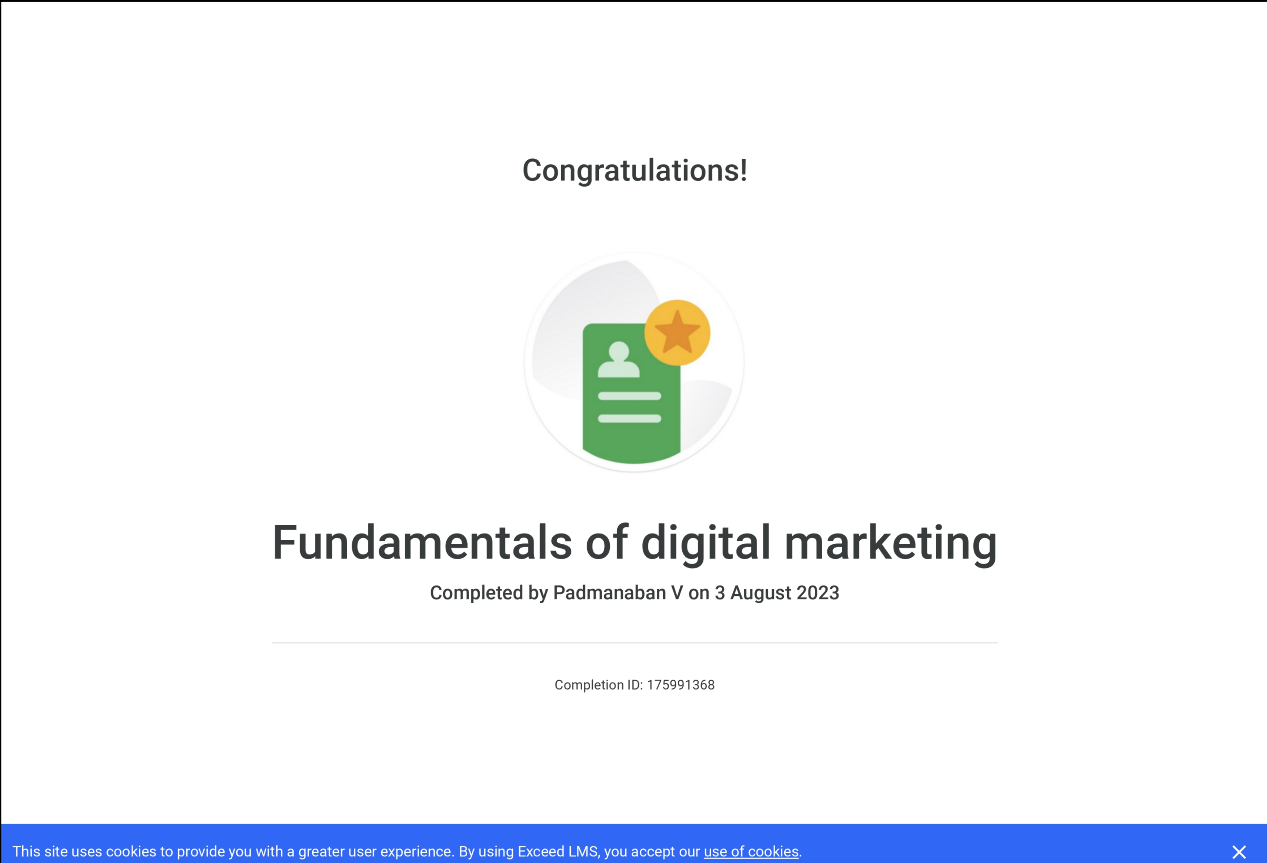 Congratulations!
Fundamentals of digital marketing
Completed by Padmanaban V on 3 August 2023
Completion ID: 175991368
This site uses cookies to provide you with a greater user experience. By using Exceed LMS, you accept our use of cookies.